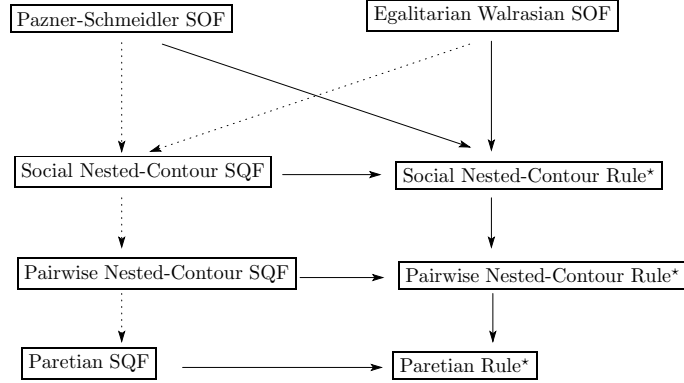 Pazner-Schmeidler SOF
Egalitarian Walrasian SOF
Social Nested-Contour SQF
Social Nested-Contour Rule⋆
Pairwise Nested-Contour SQF
Pairwise Nested-Contour Rule⋆
Paretian SQF
Paretian Rule⋆